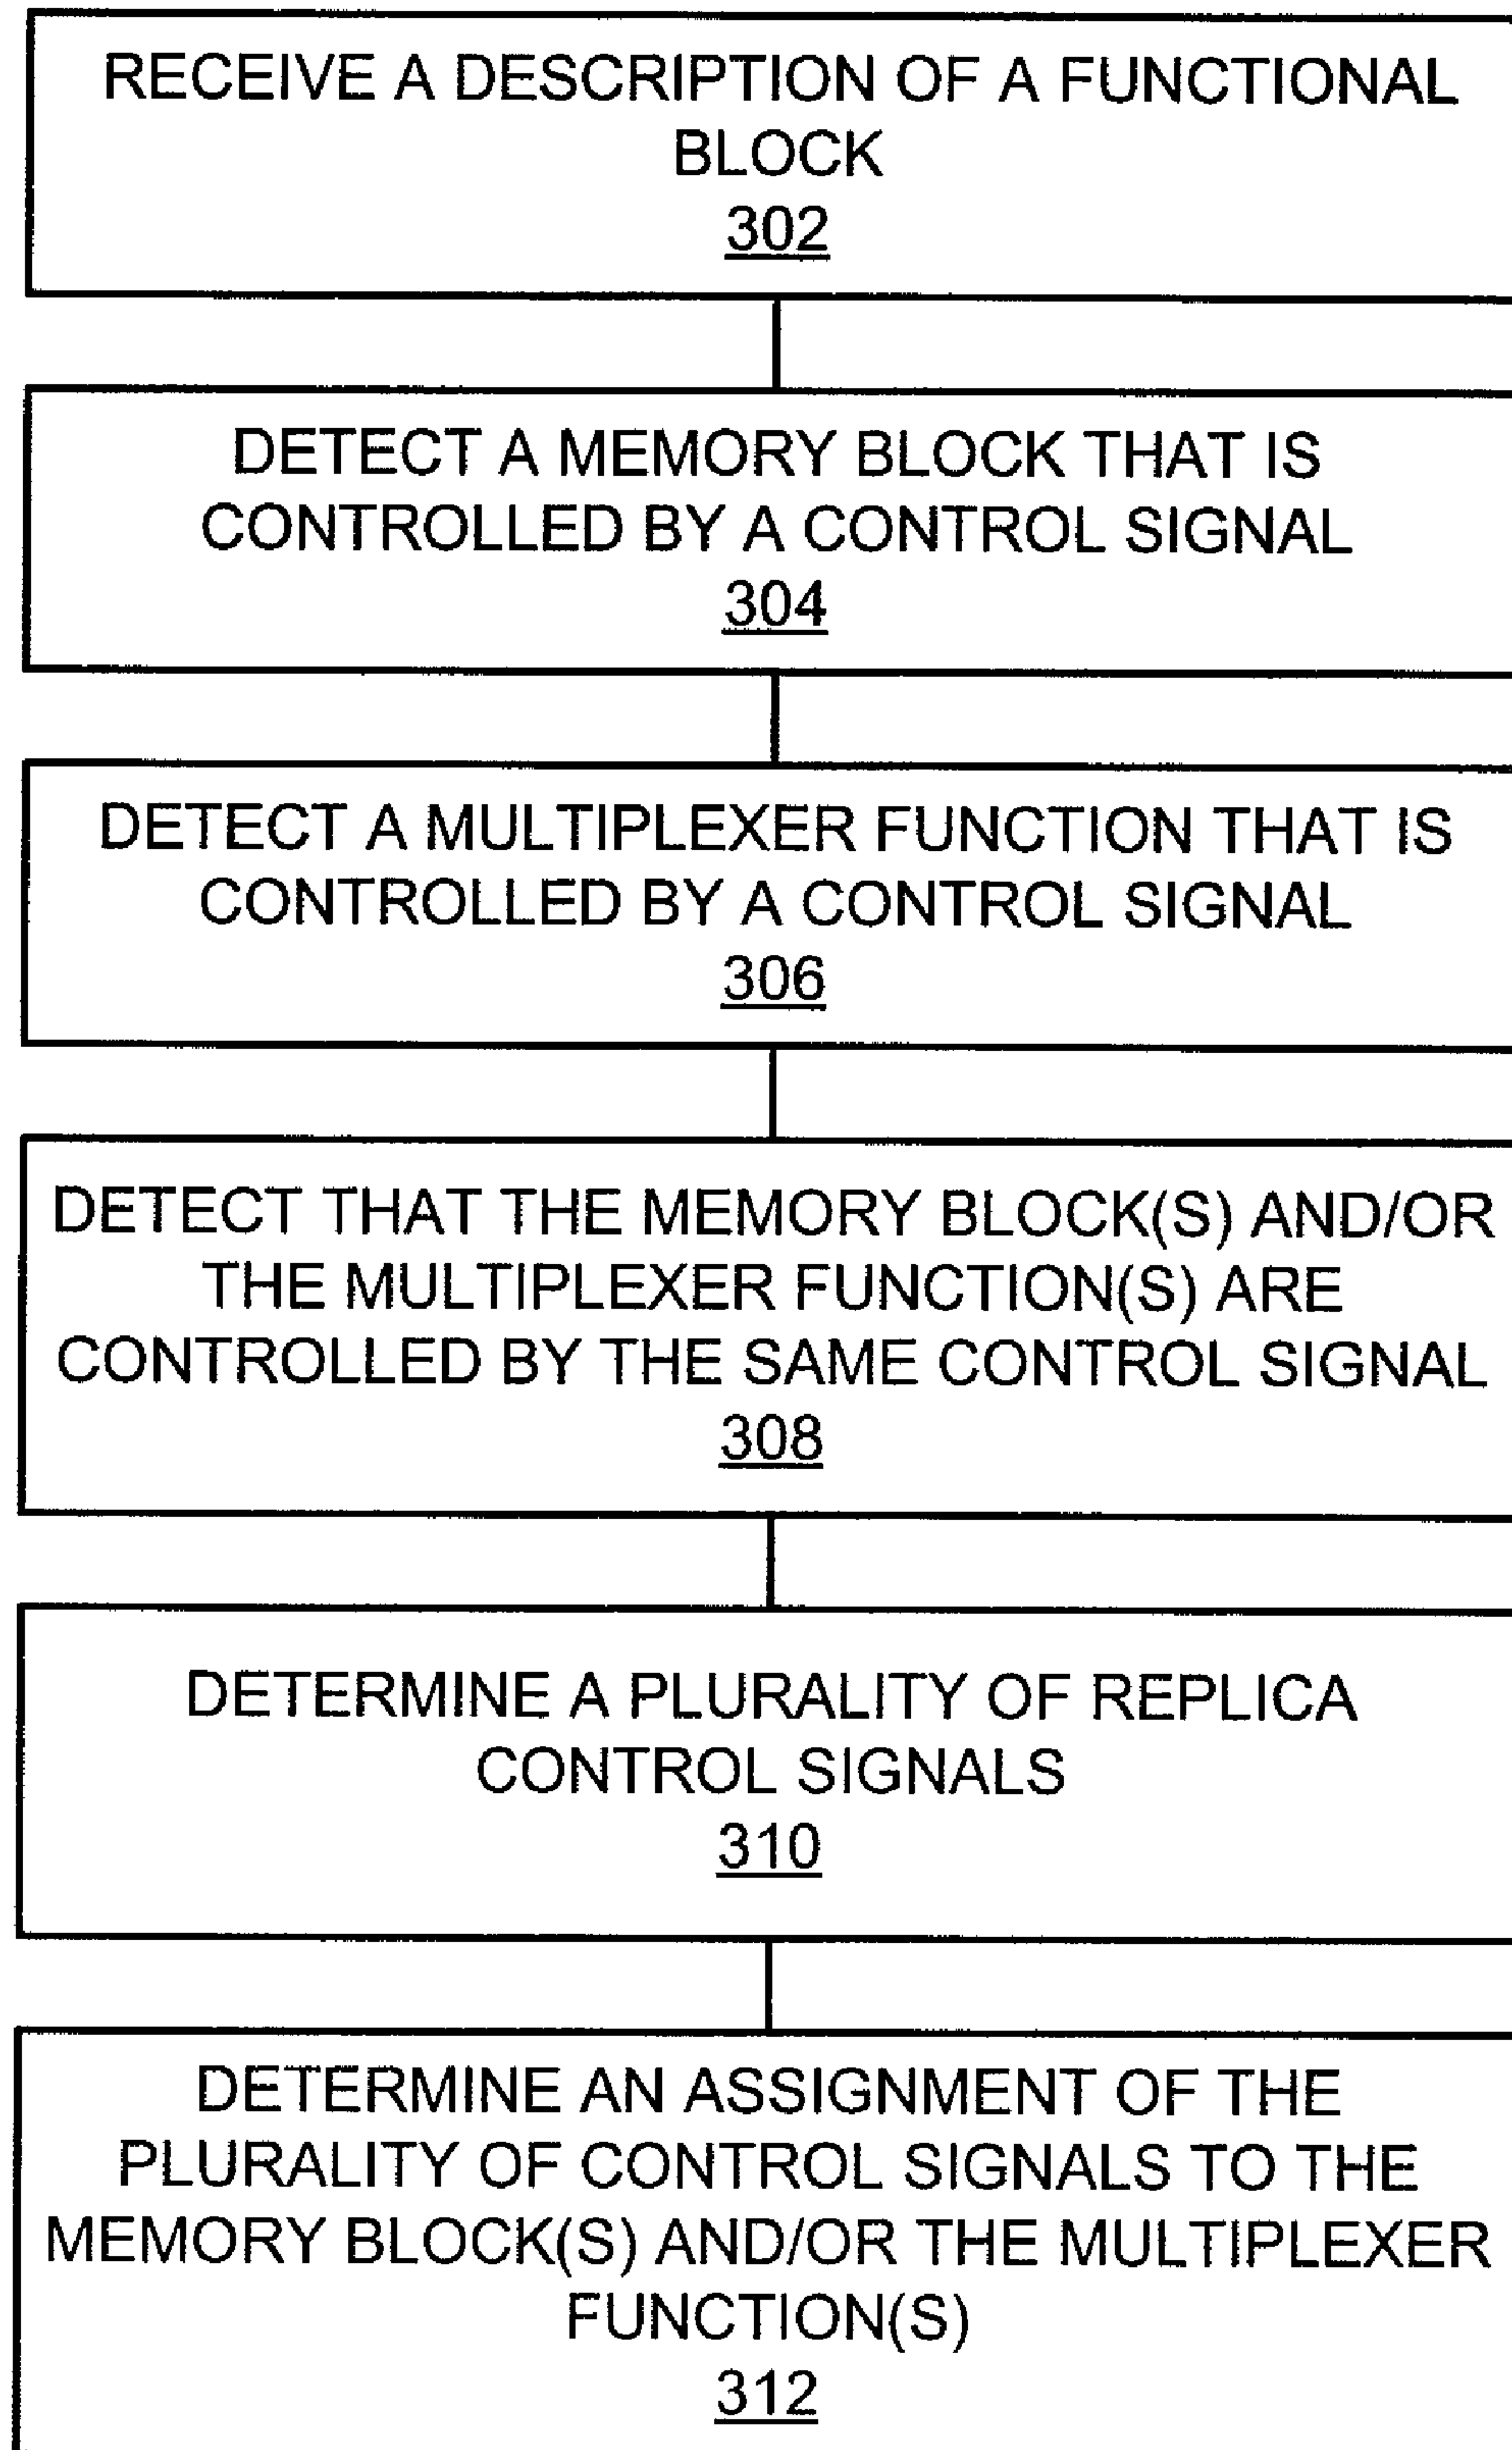 RECEIVE A DESCRIPTION OF A FUNCTIONAL
BLOCK
302
DETECT A MEMORY BLOCK THAT IS
CONTROLLED BY A CONTROL SIGNAL
304
DETECT A MULTIPLEXER FUNCTION THAT IS
CONTROLLED BY A CONTROL SIGNAL
306
DETECT THAT THE MEMORY BLOCK(S) AND/OR
THE MULTIPLEXER FUNCTION(S) ARE
CONTROLLED BY THE SAME CONTROL SIGNAL
308
DETERMINE A PLURALITY OF REPLICA
CONTROL SIGNALS
310
DETERMINE AN ASSIGNMENT OF THE
PLURALITY OF CONTROL SIGNALS TO THE
MEMORY BLOCK(S) AND/OR THE MULTIPLEXER
FUNCTION(S)
312